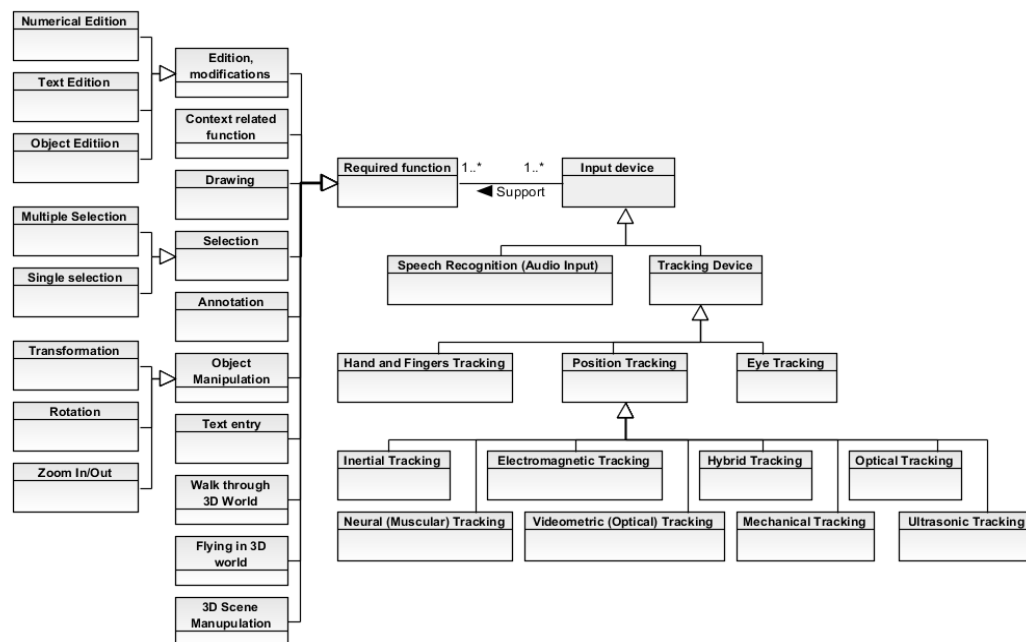 Numerical Edition
Text Edition
Object Editiion
Multiple Selection
Single selection
Transformation
Rotation
Zoom In/Out
Edition,
modifications
Context related
function
Drawing
Selection
Annotation
Object
Manipulation
Text entry
Walk through
3D World
Flying in 3D
world
3D Scene
Manupulation
Required function
1..*
1..*
Support
Input device
Speech Recognition (Audio Input)
Tracking Device
Hand and Fingers Tracking
Position Tracking
Eye Tracking
Inertial Tracking
Electromagnetic Tracking
Hybrid Tracking
Optical Tracking
Neural (Muscular) Tracking
Videometric (Optical) Tracking
Mechanical Tracking
Ultrasonic Tracking